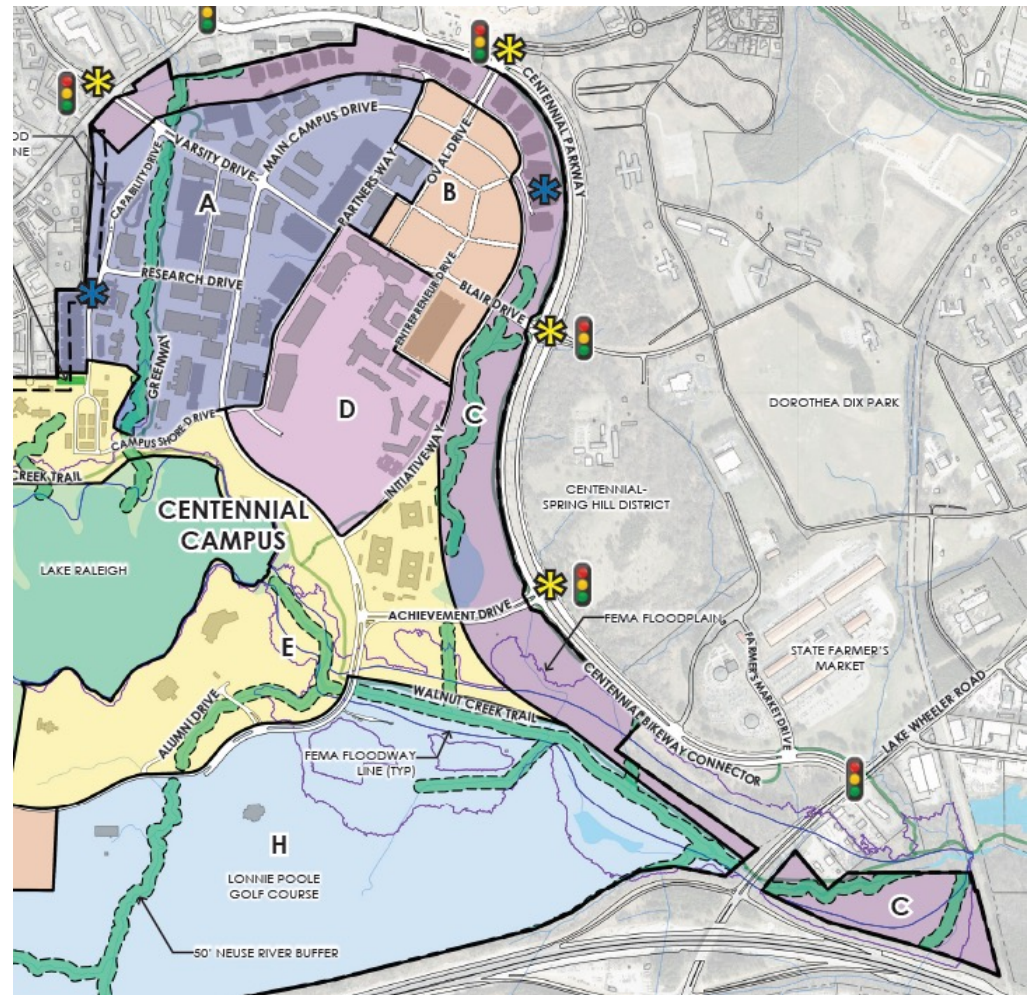 CENTENNIAL PARKWAY
OD
NE
CAPABILITY DRIVE
VARSITY DRIVE
MAIN CAMPUS DRIVE
PARTNERS WAY
OVAL DRIVE
A
B
RESEARCH DRIVE
ENTREPRENEUR DRIVE
BLAIR DRIVE
GREENWAY
D
C
DOROTHEA DIX PARK
CAMPUS SHORE DRIVE
CREEK TRAIL
INITIATIVE WAY
CENTENNIAL-
SPRING HILL DISTRICT
CENTENNIAL
CAMPUS
LAKE RALEIGH
ACHIEVEMENT DRIVE
FEMA FLOODPLAIN
E
FARMER'S MARKET DRIVE
STATE FARMER'S
MARKET
ALUMNI DRIVE
WALNUT CREEK TRAIL
CENTENNIAL BIKEWAY CONNECTOR
LAKE WHEELER ROAD
FEMA FLOODWAY
LINE (TYP)
H
LONNIE POOLE
GOLF COURSE
C
50' NEUSE RIVER BUFFER